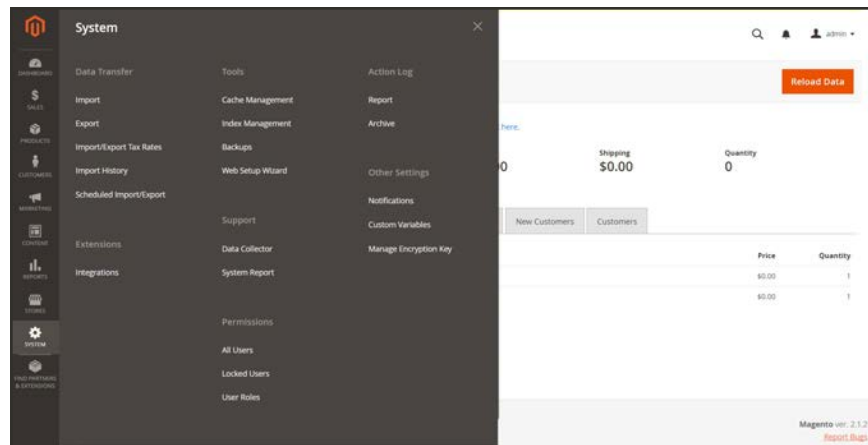 System
admin
DASHBOARD
SALES
PRODUCTS
CUSTOMERS
MARKETING
CONTENT
REPORTS
STORES
SYSTEM
FIND PARTNERS
& EXTENSIONS
Data Transfer
Import
Export
Import/Export Tax Rates
Import History
Scheduled Import/Export
Extensions
Integrations
Tools
Cache Management
Index Management
Backups
Web Setup Wizard
Support
Data Collector
System Report
Permissions
All Users
Locked Users
User Roles
Action Log
Report
Archive
Other Settings
Notifications
Custom Variables
Manage Encryption Key
Reload Data
here.
Shipping
Quantity
$0.00
0
New Customers
Customers
Price
Quantity
$0.00
1
$0.00
1
Magento ver. 2.1.
Report Bugs